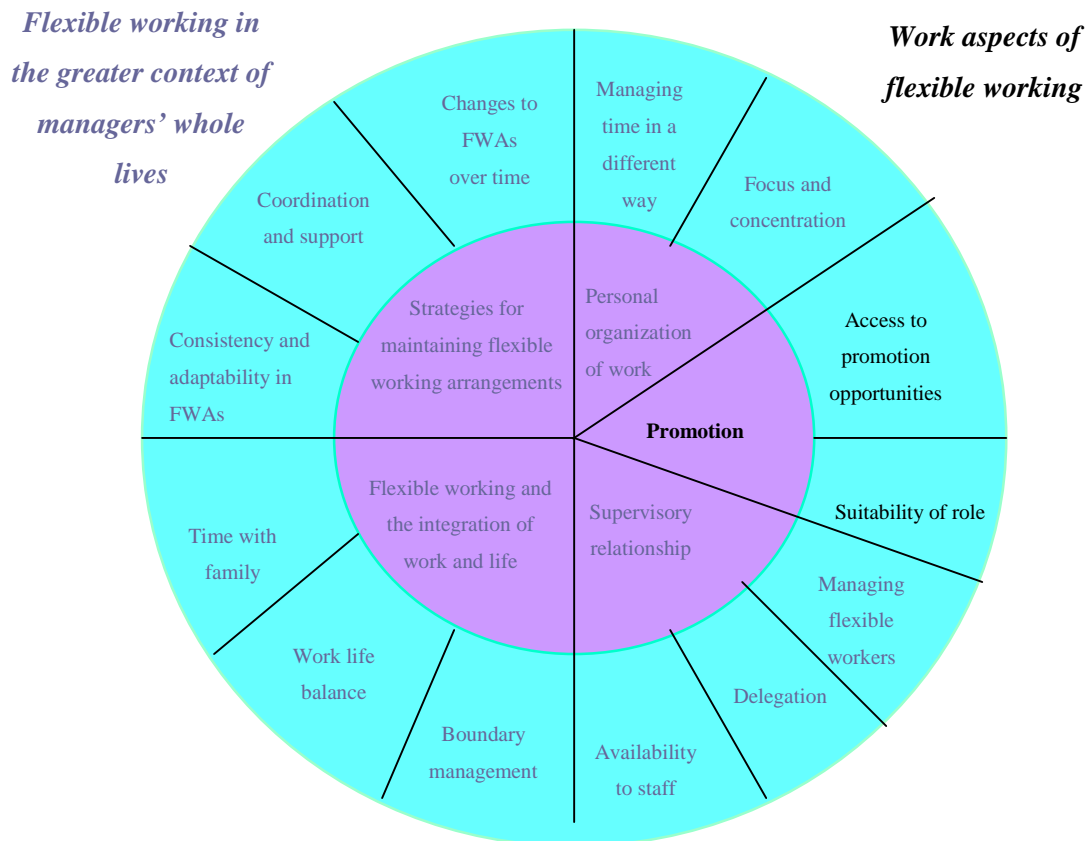 Flexible working in
the greater context of
managers’ whole
lives
Work aspects of
flexible working
Changes to
FWAs
over time
Managing
time in a
different
way
Focus and
concentration
Coordination
and support
Consistency and
adaptability in
FWAs
Strategies for
maintaining flexible
working arrangements
Personal
organization
of work
Access to
promotion
opportunities
Promotion
Flexible working and
the integration of
work and life
Supervisory
relationship
Suitability of role
Time with
family
Managing
flexible
workers
Work life
balance
Delegation
Boundary
management
Availability
to staff